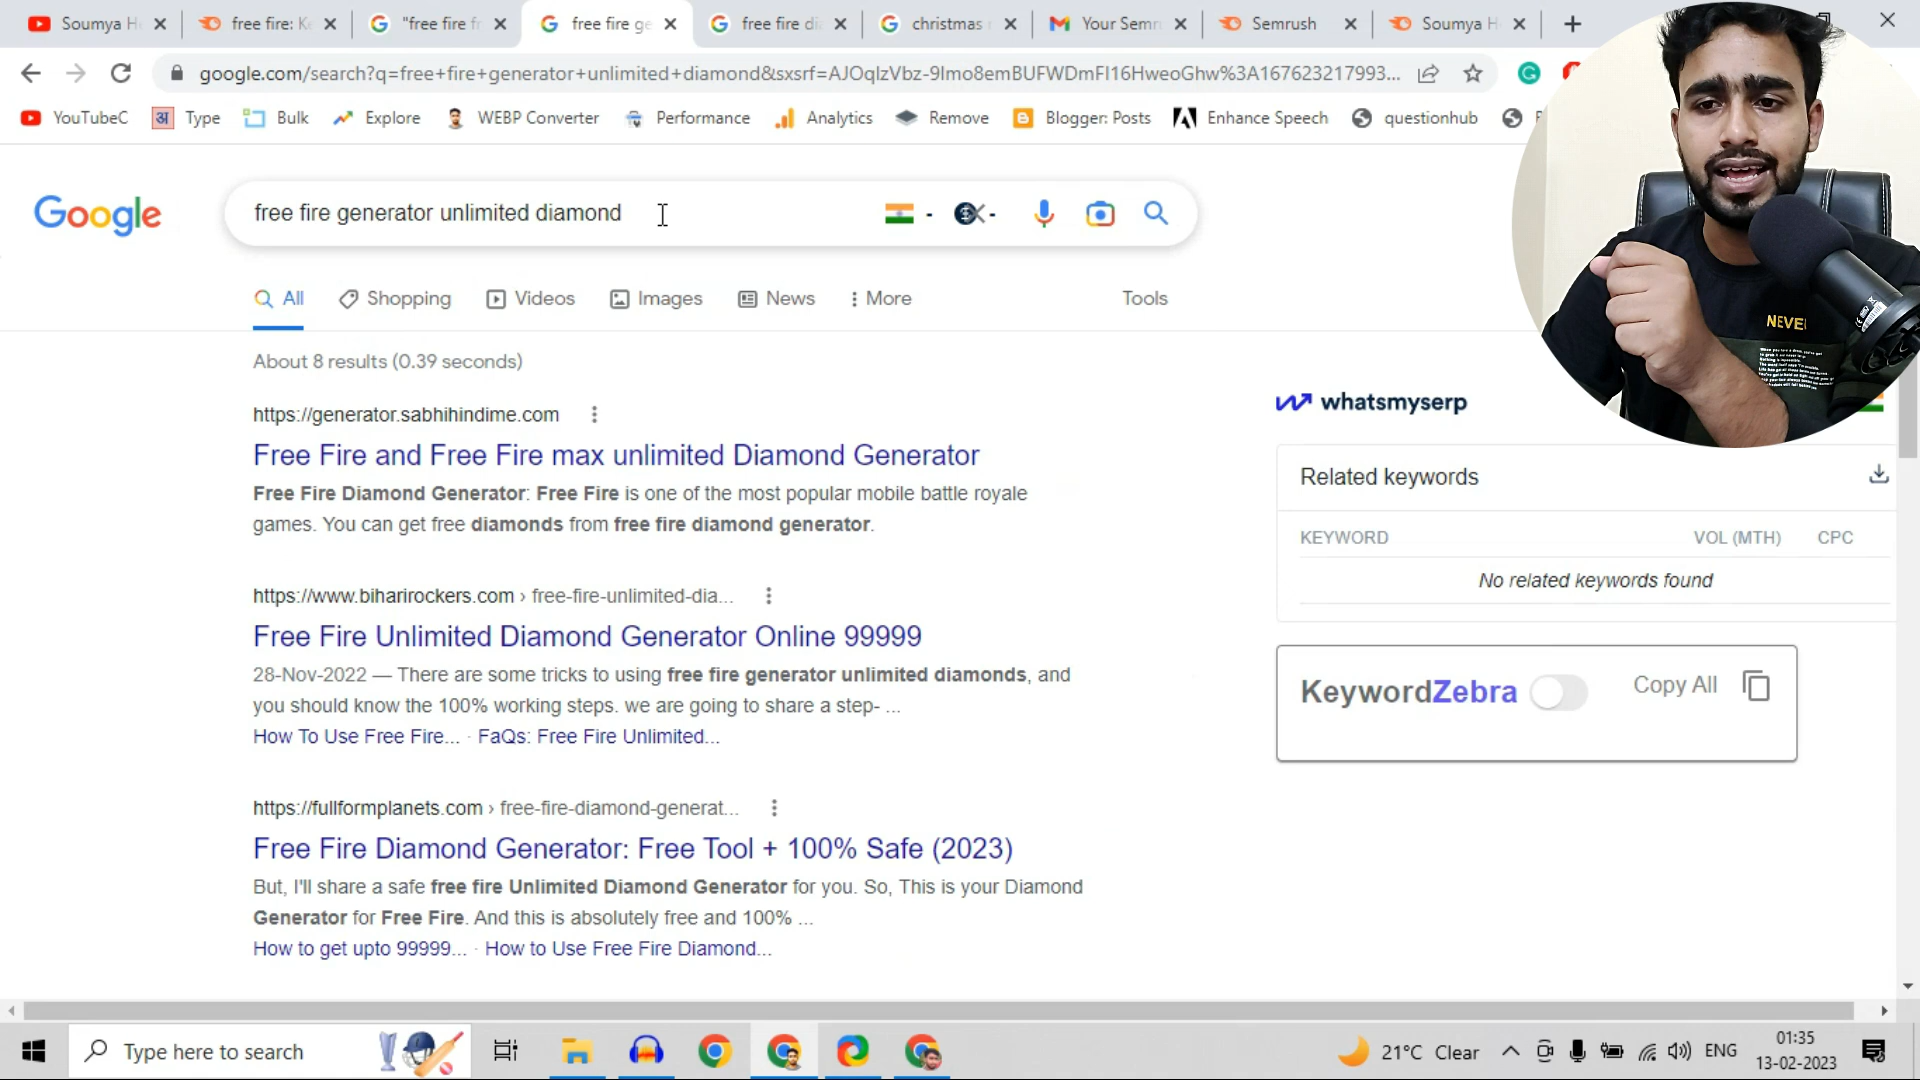 Soumya H
free fire: K
"free fire fr
free fire ge
free fire di
christmas
Your Semr
Semrush
Soumya H
google.com/search?q=free+fire+generator+unlimited+diamond&sxsrf=AJOqlzVbz-9lmo8emBUFWDmFl16HweoGhw%3A167623217993...
YouTubeC
अ Type
Bulk
Explore
WEBP Converter
Performance
Analytics
Remove
Blogger: Posts
Enhance Speech
questionhub
Google
free fire generator unlimited diamond
All
Shopping
Videos
Images
News
More
Tools
NEVE
About 8 results (0.39 seconds)
https://generator.sabhihindime.com
Free Fire and Free Fire max unlimited Diamond Generator
Free Fire Diamond Generator: Free Fire is one of the most popular mobile battle royale
games. You can get free diamonds from free fire diamond generator.
https://www.biharirockers.com › free-fire-unlimited-dia...
Free Fire Unlimited Diamond Generator Online 99999
28-Nov-2022 — There are some tricks to using free fire generator unlimited diamonds, and
you should know the 100% working steps. we are going to share a step- ...
How To Use Free Fire... · FaQs: Free Fire Unlimited...
https://fullformplanets.com › free-fire-diamond-generat...
Free Fire Diamond Generator: Free Tool + 100% Safe (2023)
But, I'll share a safe free fire Unlimited Diamond Generator for you. So, This is your Diamond
Generator for Free Fire. And this is absolutely free and 100% ...
How to get upto 99999... · How to Use Free Fire Diamond...
whatsmyserp
Related keywords
KEYWORD VOL (MTH) CPC
No related keywords found
KeywordZebra
Copy All
Type here to search
21°C Clear
ENG
01:35
13-02-2023